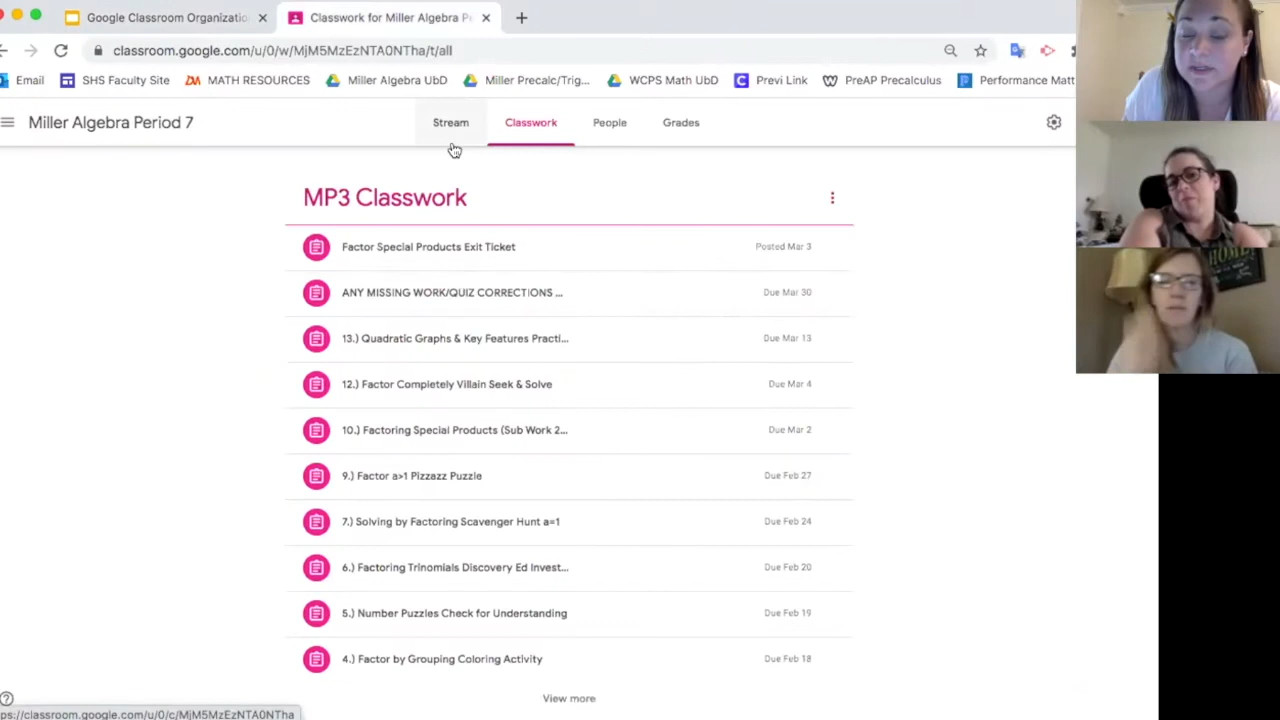 Google Classroom Organizatio
Classwork for Miller Algebra Pe
classroom.google.com/u/0/w/MjM5MzEzNTA0NTha/t/all
Email
SHS Faculty Site
MATH RESOURCES
Miller Algebra UbD
Miller Precalc/Trig...
WCPS Math UbD
Previ Link
PreAP Precalculus
Performance Matt
Miller Algebra Period 7
Stream
Classwork
People
Grades
HOME
MP3 Classwork
Factor Special Products Exit Ticket
Posted Mar 3
ANY MISSING WORK/QUIZ CORRECTIONS ...
Due Mar 30
13.) Quadratic Graphs & Key Features Practi...
Due Mar 13
12.) Factor Completely Villain Seek & Solve
Due Mar 4
10.) Factoring Special Products (Sub Work 2...
Due Mar 2
9.) Factor a>1 Pizzazz Puzzle
Due Feb 27
7.) Solving by Factoring Scavenger Hunt a=1
Due Feb 24
6.) Factoring Trinomials Discovery Ed Invest...
Due Feb 20
5.) Number Puzzles Check for Understanding
Due Feb 19
4.) Factor by Grouping Coloring Activity
Due Feb 18
View more
ps://classroom.google.com/u/0/c/MjM5MzEzNTA0NTha